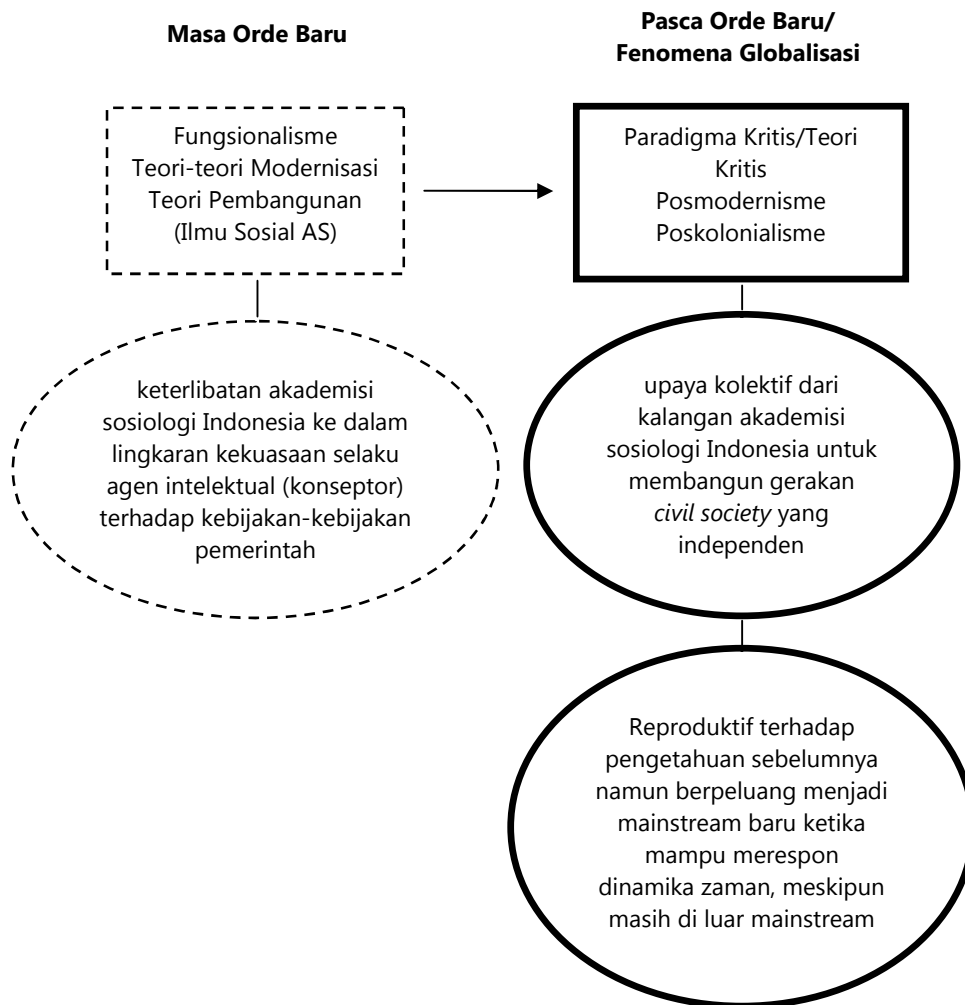 Masa Orde Baru
Fungsionalisme
Teori-teori Modernisasi
Teori Pembangunan
(Ilmu Sosial AS)
keterlibatan akademisi
sosiologi Indonesia ke dalam
lingkaran kekuasaan selaku
agen intelektual (konseptor)
terhadap kebijakan-kebijakan
pemerintah
Pasca Orde Baru/
Fenomena Globalisasi
Paradigma Kritis/Teori
Kritis
Posmodernisme
Poskolonialisme
upaya kolektif dari
kalangan akademisi
sosiologi Indonesia untuk
membangun gerakan
civil society yang
independen
Reproduktif terhadap
pengetahuan sebelumnya
namun berpeluang menjadi
mainstream baru ketika
mampu merespon
dinamika zaman, meskipun
masih di luar mainstream